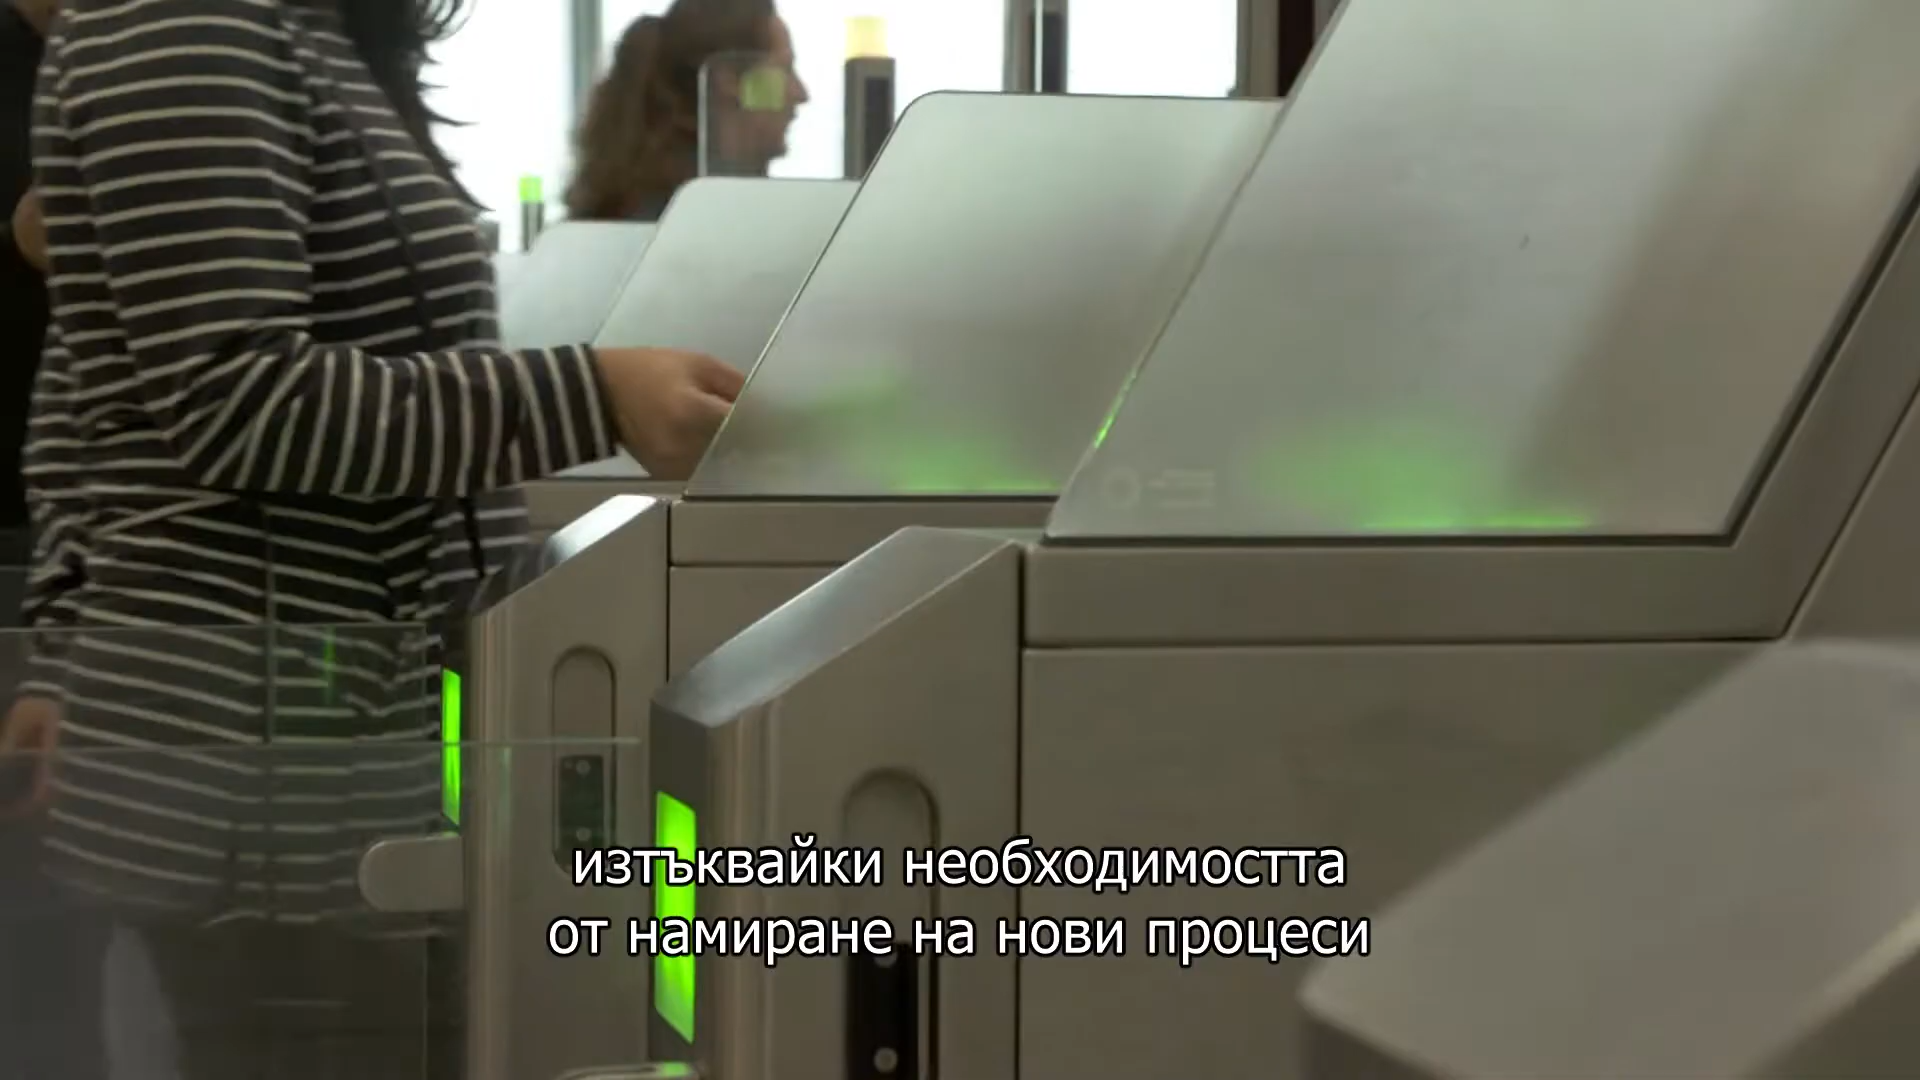 изтъквайки необходимостта
от намиране на нови процеси